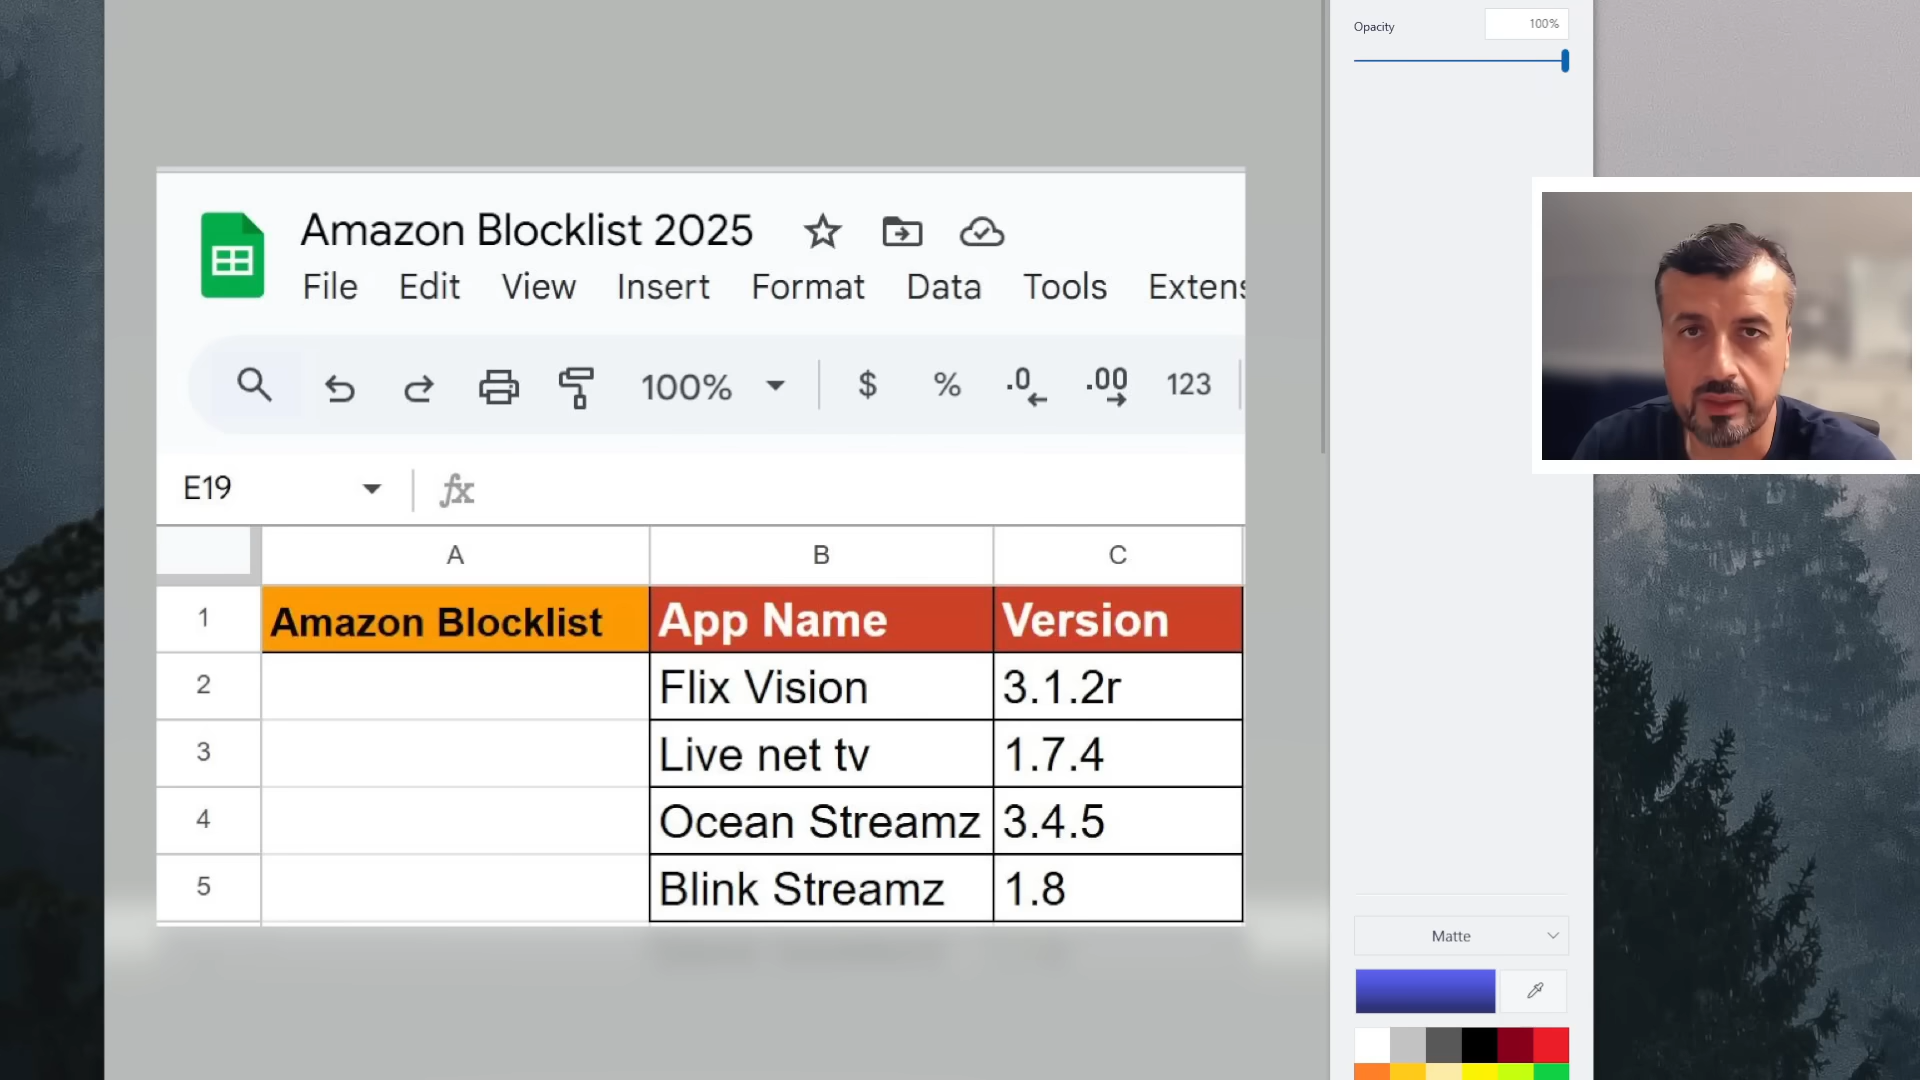 Opacity
100%
Amazon Blocklist 2025
File Edit View Insert Format Data Tools Extens
100% $ % .0 .00 123
E19 fx
A B C
1 Amazon Blocklist App Name Version
2 Flix Vision 3.1.2r
3 Live net tv 1.7.4
4 Ocean Streamz 3.4.5
5 Blink Streamz 1.8
Matte